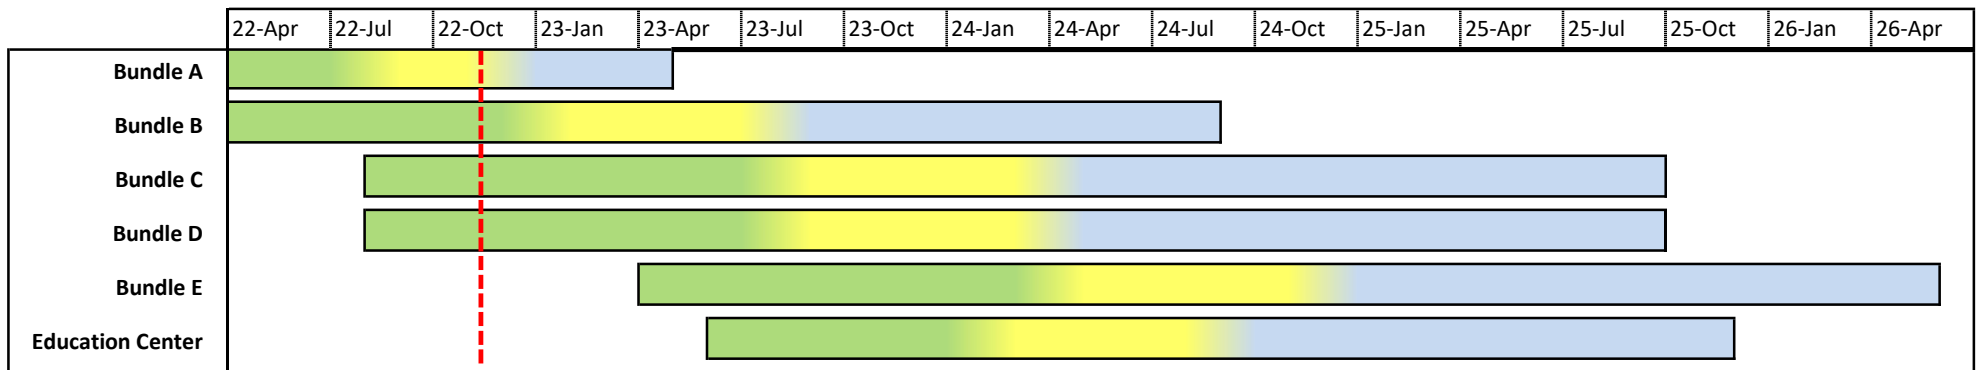 22-Apr 22-Jul 22-Oct 23-Jan 23-Apr 23-Jul 23-Oct 24-Jan 24-Apr 24-Jul 24-Oct 25-Jan 25-Apr 25-Jul 25-Oct 26-Jan 26-Apr
Bundle A
Bundle B
Bundle C
Bundle D
Bundle E
Education Center